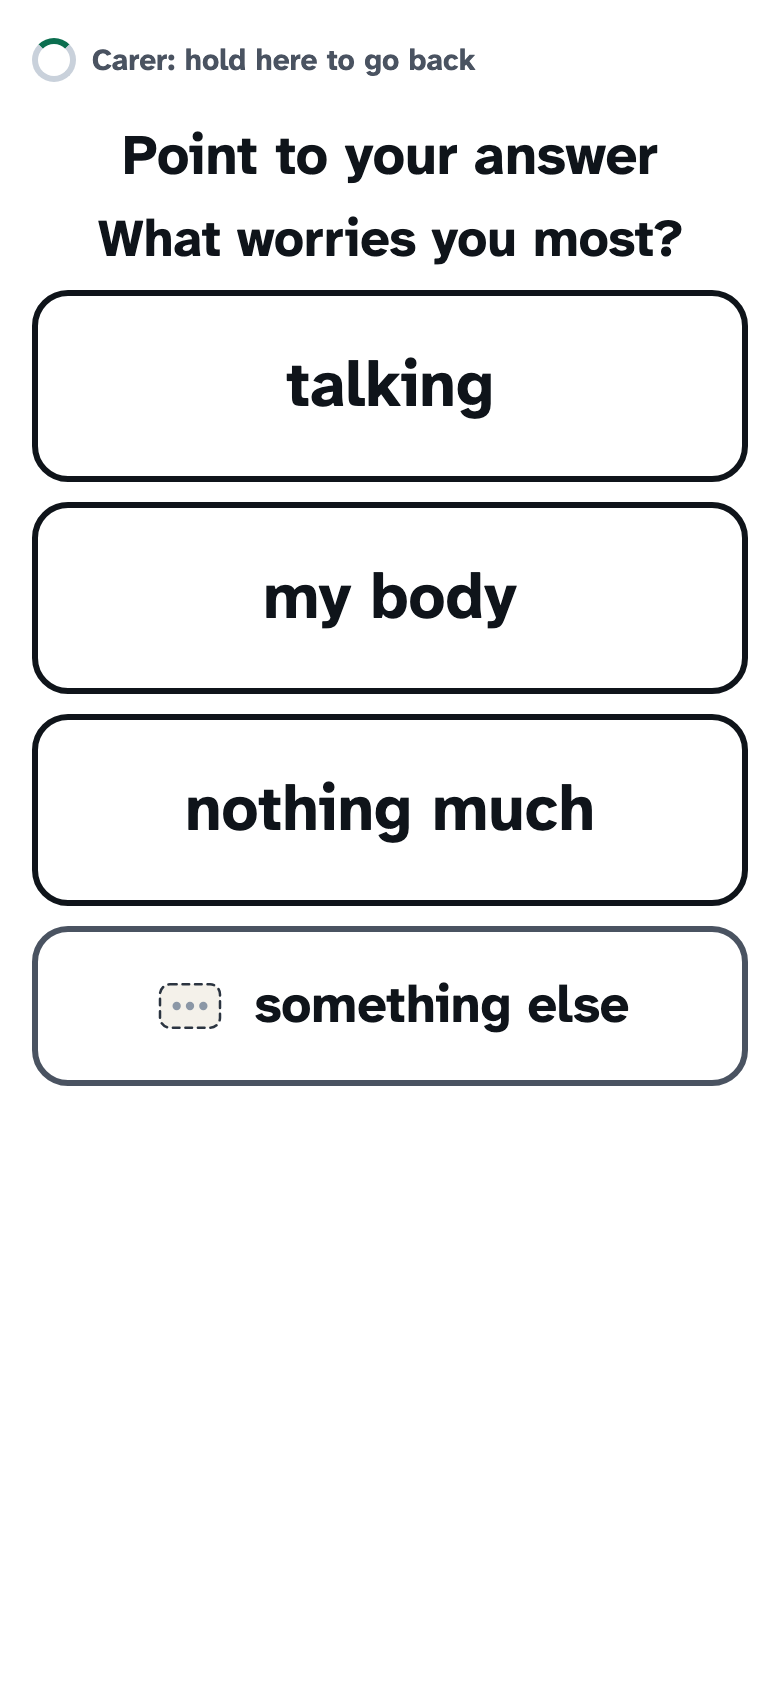 Carer: hold here to go back
Point to your answer
What worries you most?
talking
my body
nothing much
something else